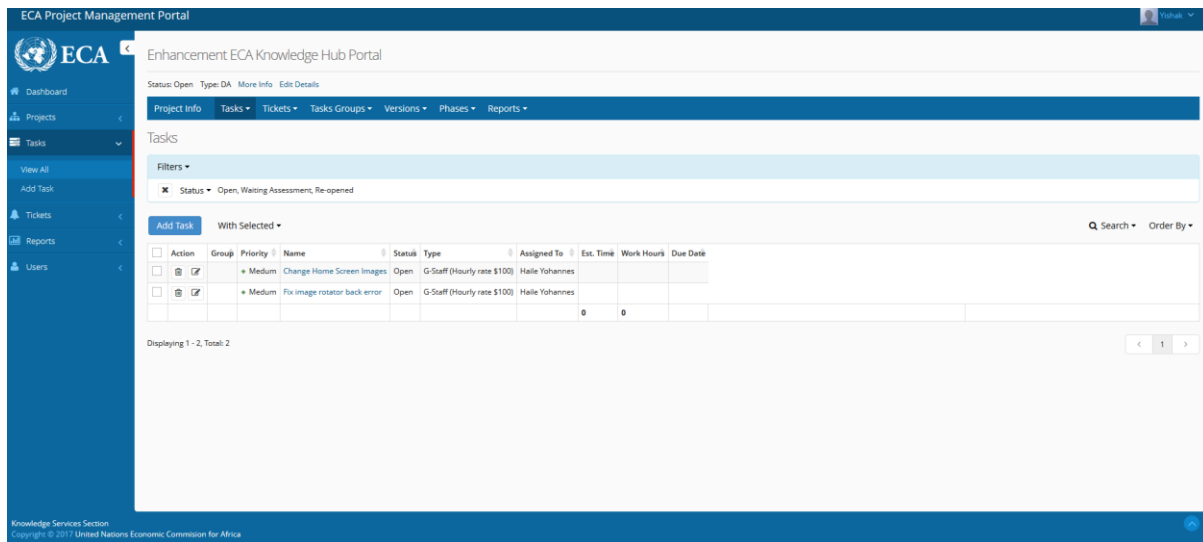 ECA Project Management Portal
Yishak
ECA
Dashboard
Projects
Tasks
View All
Add Task
Tickets
Reports
Users
Enhancement ECA Knowledge Hub Portal
Status: Open Type: DA More Info Edit Details
Project Info Tasks Tickets Tasks Groups Versions Phases Reports
Tasks
Filters
Status Open, Waiting Assessment, Re-opened
Add Task With Selected Search Order By
Action Group Priority Name Status Type Assigned To Est. Time Work Hours Due Date
Medum Change Home Screen Images Open G-Staff (Hourly rate $100) Haile Yohannes
Medum Fix image rotator back error Open G-Staff (Hourly rate $100) Haile Yohannes
0 0
Displaying 1 - 2, Total: 2
< 1 >
Knowledge Services Section
Copyright © 2017 United Nations Economic Commision for Africa